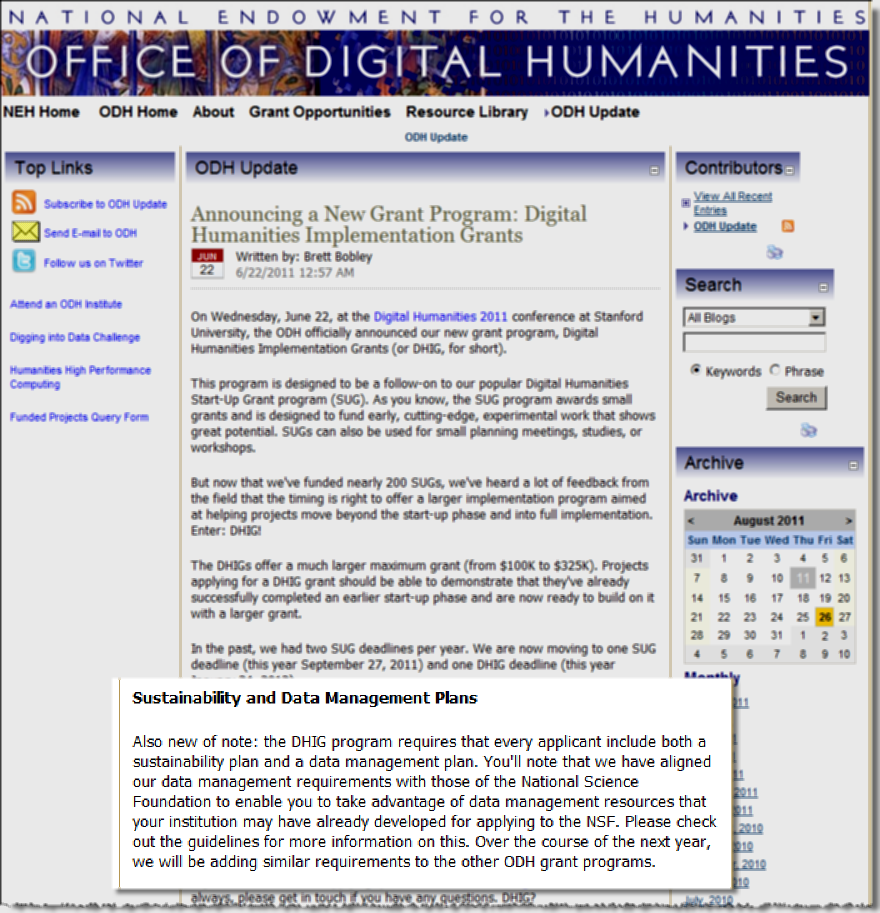 NATIONAL ENDOWMENT FOR THE HUMANITIES
OFFICE OF DIGITAL HUMANITIES
NEH Home ODH Home About Grant Opportunities Resource Library ODH Update
ODH Update
Top Links
Subscribe to ODH Update
Send E-mail to ODH
Follow us on Twitter
Attend an ODH Institute
Digging into Data Challenge
Humanities High Performance
Computing
Funded Projects Query Form
ODH Update
Announcing a New Grant Program: Digital
Humanities Implementation Grants
JUN
22
Written by: Brett Bobley
6/22/2011 12:57 AM
On Wednesday, June 22, at the Digital Humanities 2011 conference at Stanford
University, the ODH officially announced our new grant program, Digital
Humanities Implementation Grants (or DHIG, for short).
This program is designed to be a follow-on to our popular Digital Humanities
Start-Up Grant program (SUG). As you know, the SUG program awards small
grants and is designed to fund early, cutting-edge, experimental work that shows
great potential. SUGs can also be used for small planning meetings, studies, or
workshops.
But now that we've funded nearly 200 SUGs, we've heard a lot of feedback from
the field that the timing is right to offer a larger implementation program aimed
at helping projects move beyond the start-up phase and into full implementation.
Enter: DHIG!
The DHIGs offer a much larger maximum grant (from $100K to $325K). Projects
applying for a DHIG grant should be able to demonstrate that they've already
successfully completed an earlier start-up phase and are now ready to build on it
with a larger grant.
In the past, we had two SUG deadlines per year. We are now moving to one SUG
deadline (this year September 27, 2011) and one DHIG deadline (this year
Sustainability and Data Management Plans
Also new of note: the DHIG program requires that every applicant include both a
sustainability plan and a data management plan. You'll note that we have aligned
our data management requirements with those of the National Science
Foundation to enable you to take advantage of data management resources that
your institution may have already developed for applying to the NSF. Please check
out the guidelines for more information on this. Over the course of the next year,
we will be adding similar requirements to the other ODH grant programs.
always, please get in touch if you have any questions. DHIG?
Contributors
View All Recent
Entries
ODH Update
Search
All Blogs
Keywords Phrase
Search
Archive
Archive
< August 2011 >
Sun Mon Tue Wed Thu Fri Sat
31 1 2 3 4 5 6
7 8 9 10 11 12 13
14 15 16 17 18 19 20
21 22 23 24 25 26 27
28 29 30 31 1 2 3
4 5 6 7 8 9 10
Monthly
2011
2010
2010
July, 2010